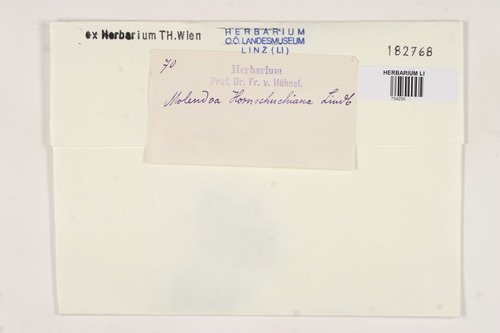 ex Herbarium TH.Wien
HERBARIUM
O.Ö. LANDESMUSEUM
LINZ (LI)
182768
HERBARIUM LI
754255
70
Herbarium
Prof. Dr. Fr. v. Höhnel.
Molendoa Hornschuchiana Lindb